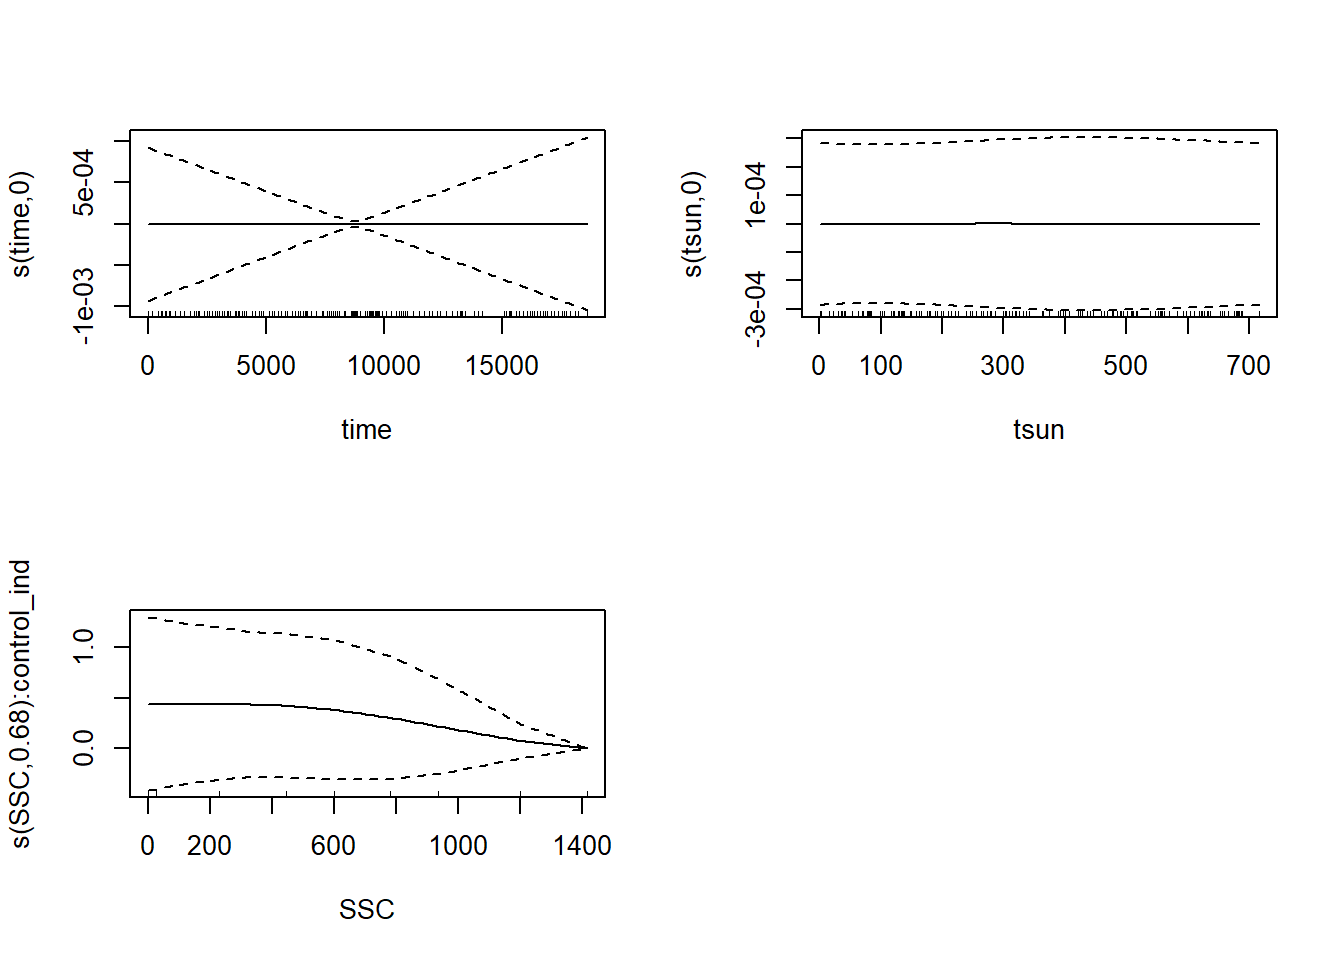 s(time,0)
-1e-03 5e-04
0 5000 10000 15000
time
s(tsun,0)
-3e-04 1e-04
0 100 300 500 700
tsun
s(SSC,0.68):control_ind
0.0 1.0
0 200 600 1000 1400
SSC